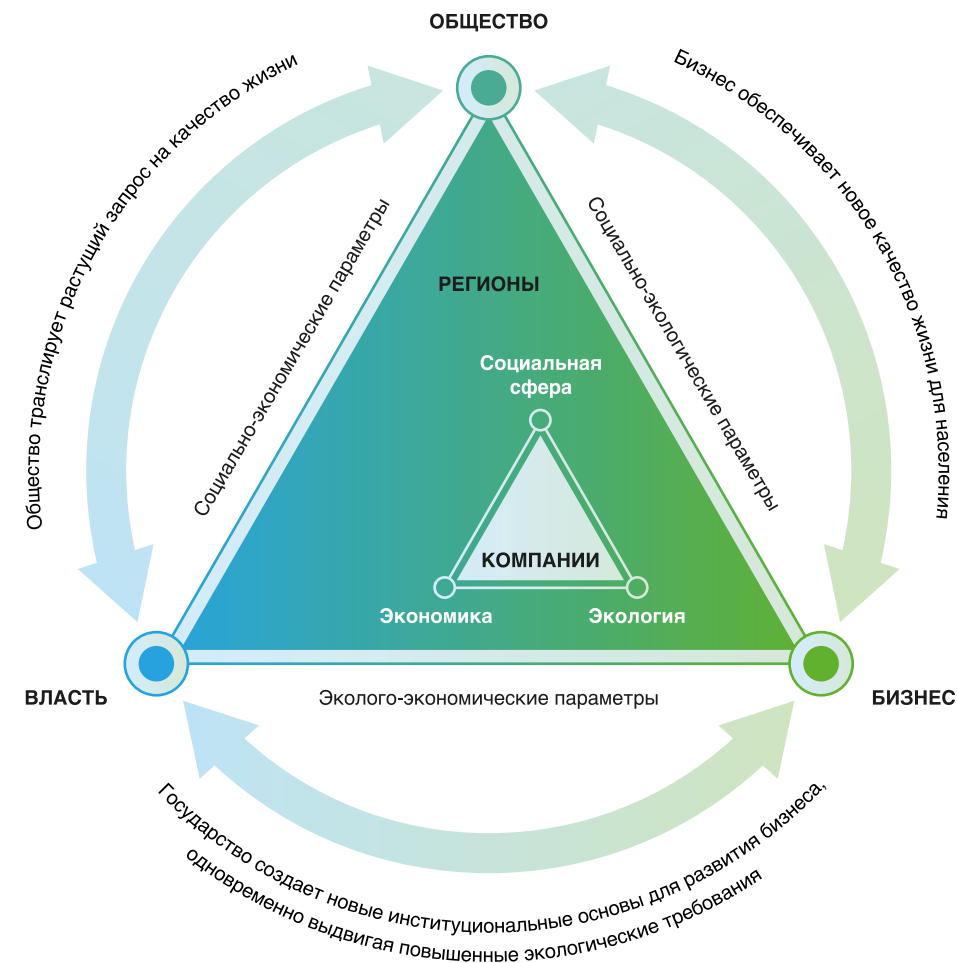 ОБЩЕСТВО
Общество транслирует растущий запрос на качество жизни
Бизнес обеспечивает новое качество жизни для населения
Социально-экономические параметры
Социально-экологические параметры
РЕГИОНЫ
Социальная
сфера
КОМПАНИИ
Экономика
Экология
ВЛАСТЬ
Эколого-экономические параметры
БИЗНЕС
Государство создает новые институциональные основы для развития бизнеса,
одновременно выдвигая повышенные экологические требования